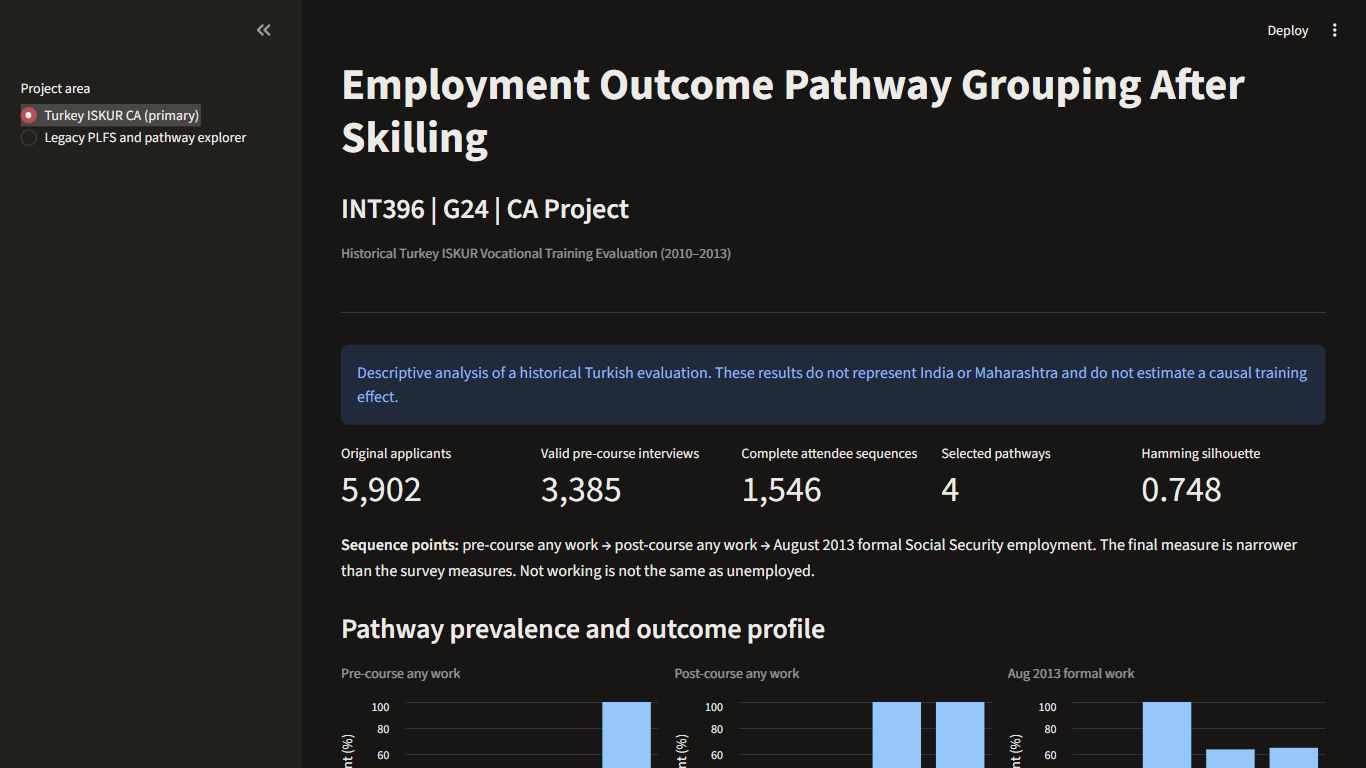 Deploy
Project area
Turkey ISKUR CA (primary)
Legacy PLFS and pathway explorer
Employment Outcome Pathway Grouping After
Skilling
INT396 | G24 | CA Project
Historical Turkey ISKUR Vocational Training Evaluation (2010–2013)
Descriptive analysis of a historical Turkish evaluation. These results do not represent India or Maharashtra and do not estimate a causal training
effect.
Original applicants
5,902
Valid pre-course interviews
3,385
Complete attendee sequences
1,546
Selected pathways
4
Hamming silhouette
0.748
Sequence points: pre-course any work → post-course any work → August 2013 formal Social Security employment. The final measure is narrower
than the survey measures. Not working is not the same as unemployed.
Pathway prevalence and outcome profile
Pre-course any work
100
80
60
nt (%)
Post-course any work
100
80
60
nt (%)
Aug 2013 formal work
100
80
60
nt (%)